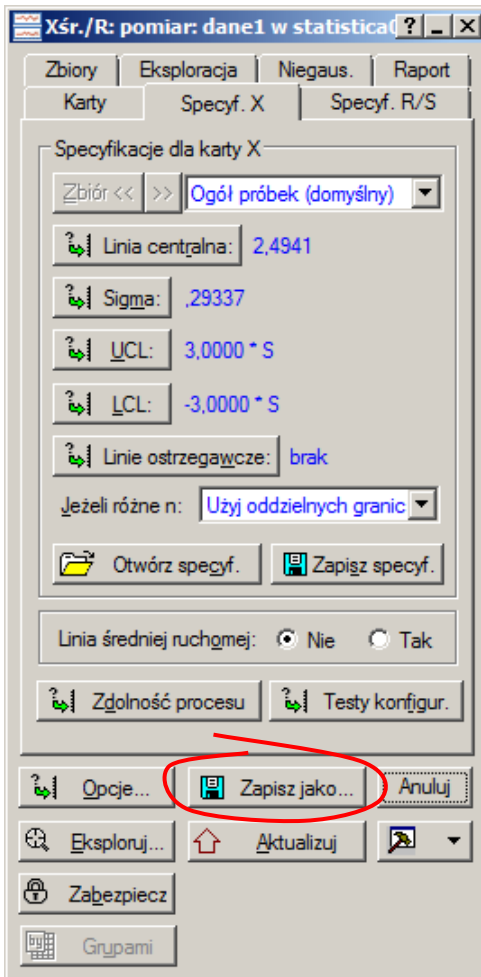 Xśr./R: pomiar: dane1 w statistica
Zbiory Eksploracja Niegaus. Raport
Karty Specyf. X Specyf. R/S
Specyfikacje dla karty X
Zbiór << >> Ogół próbek (domyślny)
Linia centralna: 2,4941
Sigma: ,29337
UCL: 3,0000 * S
LCL: -3,0000 * S
Linie ostrzegawcze: brak
Jeżeli różne n: Użyj oddzielnych granic
Otwórz specyf. Zapisz specyf.
Linia średniej ruchomej: Nie Tak
Zdolność procesu Testy konfigur.
Opcje... Zapisz jako... Anuluj
Eksploruj... Aktualizuj
Zabezpiecz
Grupami